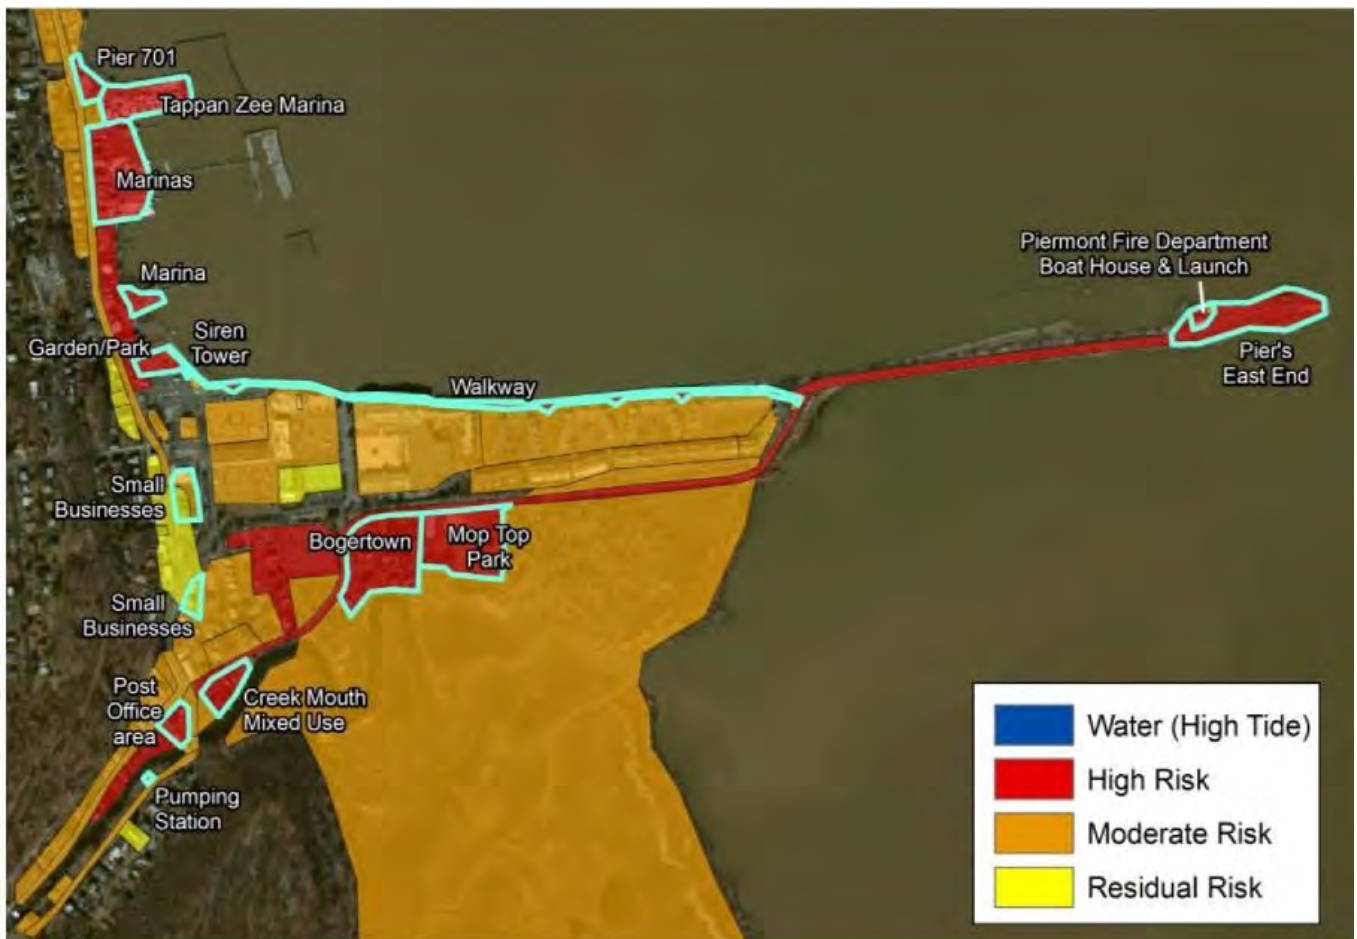 Pier 701
Tappan Zee Marina
Marinas
Marina
Siren
Tower
Garden/Park
Walkway
Piermont Fire Department
Boat House & Launch
Pier's
East End
Small
Businesses
Bogertown
Mop Top
Park
Small
Businesses
Post
Office
area
Creek Mouth
Mixed Use
Pumping
Station
Water (High Tide)
High Risk
Moderate Risk
Residual Risk